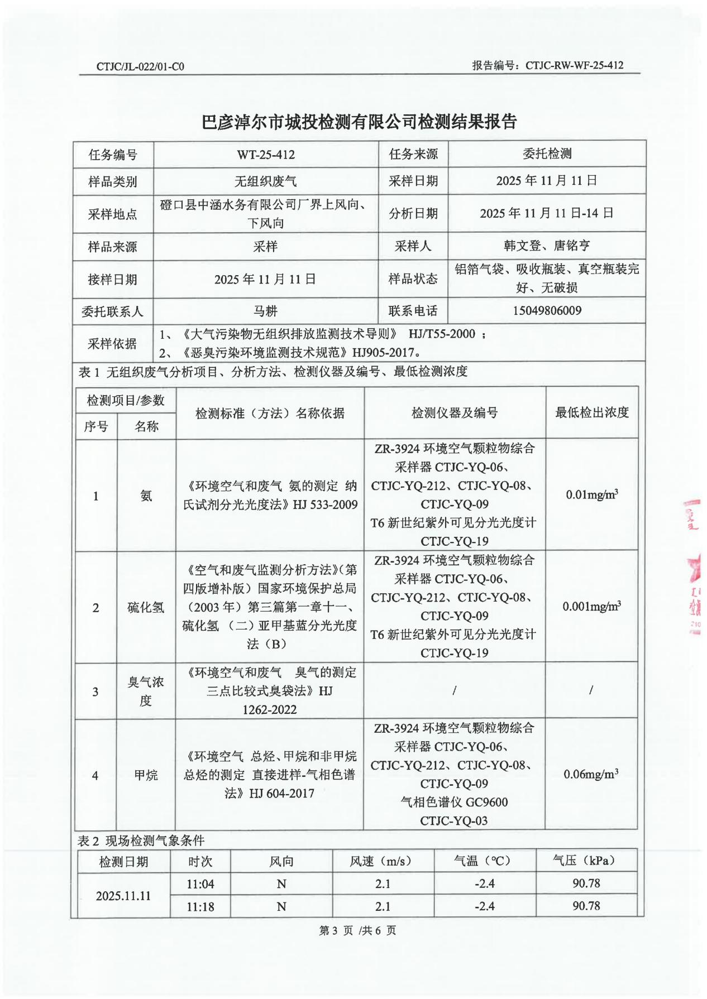 CTJC/JL-022/01-C0 报告编号：CTJC-RW-WF-25-412
巴彦淖尔市城投检测有限公司检测结果报告
任务编号 WT-25-412 任务来源 委托检测
样品类别 无组织废气 采样日期 2025 年 11 月 11 日
采样地点 磴口县中涵水务有限公司厂界上风向、
下风向 分析日期 2025 年 11 月 11 日-14 日
样品来源 采样 采样人 韩文登、唐铭亨
接样日期 2025 年 11 月 11 日 样品状态 铝箔气袋、吸收瓶装、真空瓶装完
好、无破损
委托联系人 马耕 联系电话 15049806009
采样依据 1、《大气污染物无组织排放监测技术导则》 HJ/T55-2000 ；
2、《恶臭污染环境监测技术规范》HJ905-2017。
表 1 无组织废气分析项目、分析方法、检测仪器及编号、最低检测浓度
检测项目/参数 检测标准（方法）名称依据 检测仪器及编号 最低检出浓度
序号 名称
1 氨 《环境空气和废气 氨的测定 纳
氏试剂分光光度法》HJ 533-2009
ZR-3924 环境空气颗粒物综合
采样器 CTJC-YQ-06、
CTJC-YQ-212、CTJC-YQ-08、
CTJC-YQ-09
T6 新世纪紫外可见分光光度计
CTJC-YQ-19
0.01mg/m³
2 硫化氢 《空气和废气监测分析方法》（第
四版增补版）国家环境保护总局
（2003 年）第三篇第一章十一、
硫化氢 （二）亚甲基蓝分光光度
法（B）
ZR-3924 环境空气颗粒物综合
采样器 CTJC-YQ-06、
CTJC-YQ-212、CTJC-YQ-08、
CTJC-YQ-09
T6 新世纪紫外可见分光光度计
CTJC-YQ-19
0.001mg/m³
3 臭气浓
度
《环境空气和废气 臭气的测定
三点比较式臭袋法》HJ
1262-2022
/ /
4 甲烷 《环境空气 总烃、甲烷和非甲烷
总烃的测定 直接进样-气相色谱
法》HJ 604-2017
ZR-3924 环境空气颗粒物综合
采样器 CTJC-YQ-06、
CTJC-YQ-212、CTJC-YQ-08、
CTJC-YQ-09
气相色谱仪 GC9600
CTJC-YQ-03
0.06mg/m³
表 2 现场检测气象条件
检测日期 时次 风向 风速（m/s） 气温（℃） 气压（kPa）
2025.11.11 11:04 N 2.1 -2.4 90.78
11:18 N 2.1 -2.4 90.78
第 3 页 /共 6 页